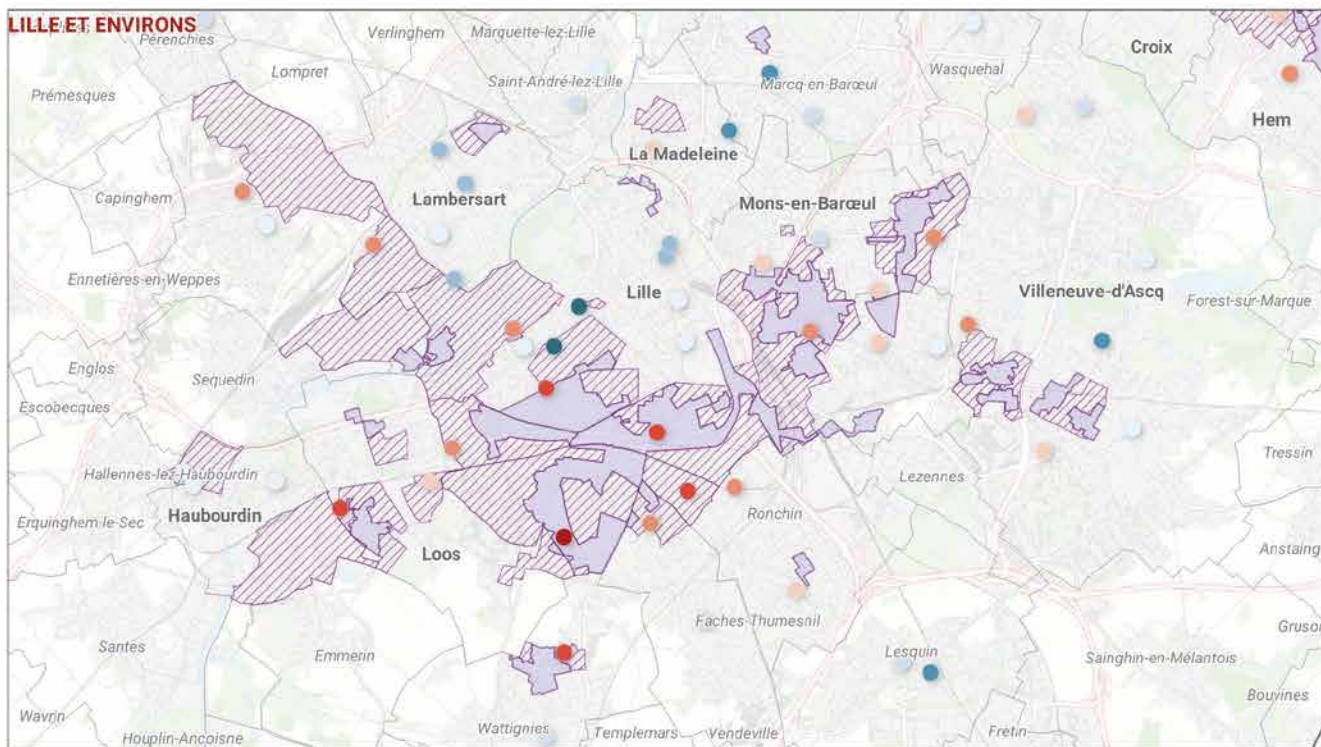 LILLE ET ENVIRONS
Pérenchies
Verlinghem
Marquette-lez-Lille
Croix
Lompret
Saint-André-lez-Lille
Wasquehal
Prémesques
Marcq-en-Barœul
Hem
La Madeleine
Capinghem
Lambersart
Mons-en-Barœul
Ennetières-en-Weppes
Lille
Villeneuve-d'Ascq
Forest-sur-Marque
Englos
Sequedin
Escobecques
Tressin
Hallennes-lez-Haubourdin
Lezennes
Haubourdin
Erquinghem le Sec
Ronchin
Loos
Anstaing
Faches-Thumesnil
Santes
Emmerin
Lesquin
Sainghin-en-Mélantois
Gruson
Bouvines
Wavrin
Houplin-Ancoisne
Wattignies
Templemars
Vendeville
Fretin